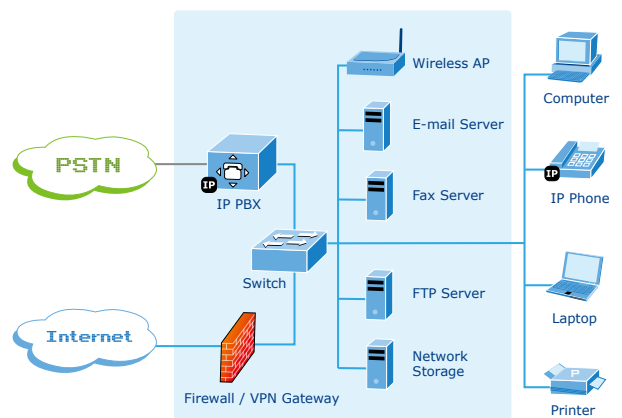 Wireless AP
Computer
E-mail Server
PSTN
IP
IP PBX
Fax Server
IP
IP Phone
Switch
FTP Server
Internet
Laptop
Network
Storage
Firewall / VPN Gateway
P
Printer